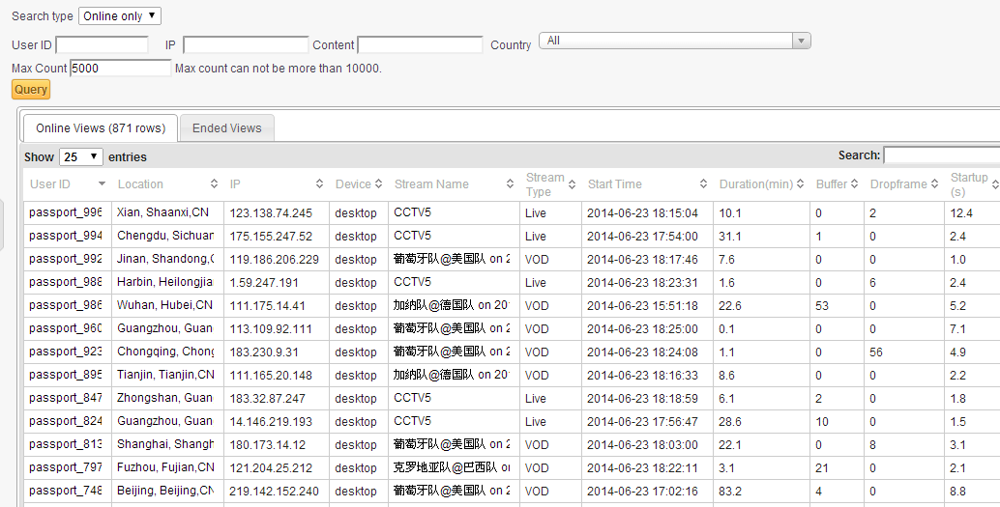 Search type Online only
User ID IP Content Country All
Max Count 5000 Max count can not be more than 10000.
Query
Online Views (871 rows) Ended Views
Show 25 entries Search:
User ID Location IP Device Stream Name Stream Type Start Time Duration(min) Buffer Dropframe Startup (s)
passport_996 Xian, Shaanxi,CN 123.138.74.245 desktop CCTV5 Live 2014-06-23 18:15:04 10.1 0 2 12.4
passport_994 Chengdu, Sichuan 175.155.247.52 desktop CCTV5 Live 2014-06-23 17:54:00 31.1 1 0 2.4
passport_992 Jinan, Shandong,C 119.186.206.229 desktop 葡萄牙队@美国队 on 2 VOD 2014-06-23 18:17:46 7.6 0 0 1.0
passport_988 Harbin, Heilongjia 1.59.247.191 desktop CCTV5 Live 2014-06-23 18:23:31 1.6 0 6 2.4
passport_986 Wuhan, Hubei,CN 111.175.14.41 desktop 加纳队@德国队 on 201 VOD 2014-06-23 15:51:18 22.6 53 0 5.2
passport_960 Guangzhou, Guan 113.109.92.111 desktop 葡萄牙队@美国队 on 2 VOD 2014-06-23 18:25:00 0.1 0 0 7.1
passport_923 Chongqing, Chong 183.230.9.31 desktop 葡萄牙队@美国队 on 2 VOD 2014-06-23 18:24:08 1.1 0 56 4.9
passport_895 Tianjin, Tianjin,CN 111.165.20.148 desktop 加纳队@德国队 on 201 VOD 2014-06-23 18:16:33 8.6 0 0 2.2
passport_847 Zhongshan, Guan 183.32.87.247 desktop CCTV5 Live 2014-06-23 18:18:59 6.1 2 0 1.8
passport_824 Guangzhou, Guan 14.146.219.193 desktop CCTV5 Live 2014-06-23 17:56:47 28.6 10 0 1.5
passport_813 Shanghai, Shangh 180.173.14.12 desktop 葡萄牙队@美国队 on 2 VOD 2014-06-23 18:03:00 22.1 0 8 3.1
passport_797 Fuzhou, Fujian,CN 121.204.25.212 desktop 克罗地亚队@巴西队 on VOD 2014-06-23 18:22:11 3.1 21 0 2.1
passport_748 Beijing, Beijing,CN 219.142.152.240 desktop 葡萄牙队@美国队 on 2 VOD 2014-06-23 17:02:16 83.2 4 0 8.8